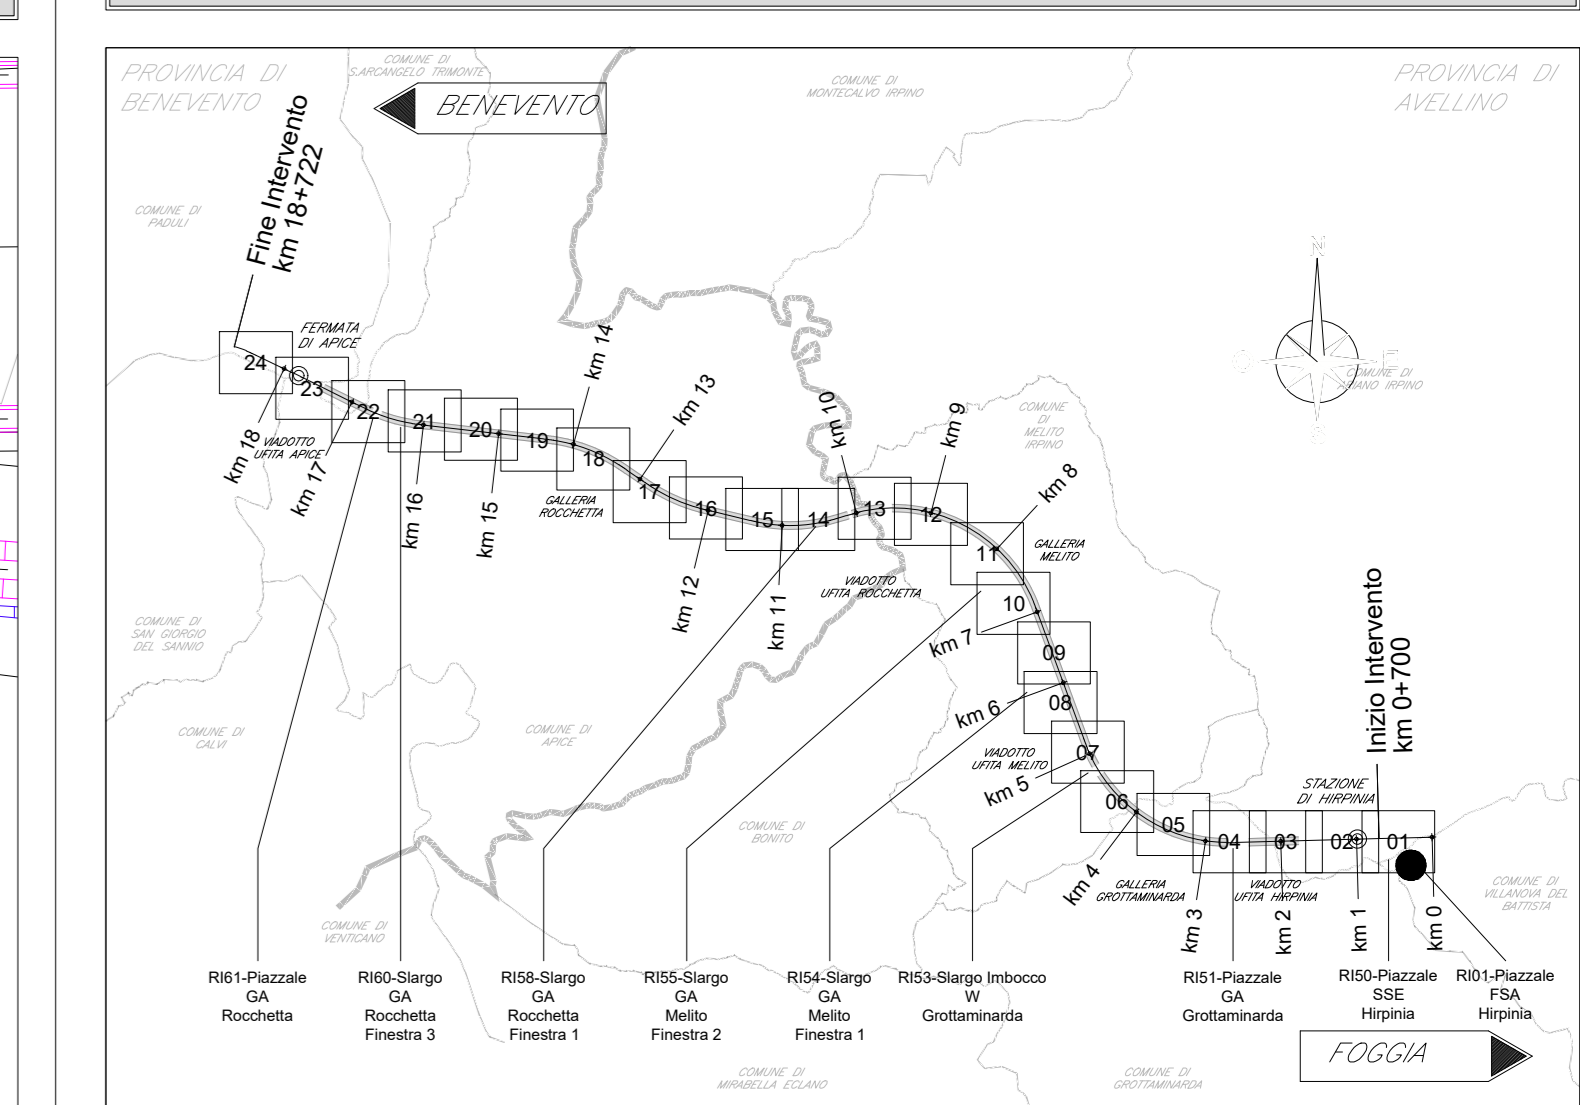 PROVINCIA DI
BENEVENTO
COMUNE DI
S.ARCANGELO TRIMONTE
BENEVENTO
COMUNE DI
MONTECALVO IRPINO
PROVINCIA DI
AVELLINO
Fine Intervento
km 18+722
COMUNE DI
PADULI
N
E
S
O
COMUNE DI
ARIANO IRPINO
FERMATA
DI APICE
24
23
22
21
20
19
18
17
16
15
14
13
12
11
10
09
08
07
06
05
04
03
02
01
km 18
km 17
km 16
km 15
km 14
km 13
km 12
km 11
km 10
km 9
km 8
km 7
km 6
km 5
km 4
km 3
km 2
km 1
km 0
VIADOTTO
UFITA APICE
GALLERIA
ROCCHETTA
VIADOTTO
UFITA ROCCHETTA
COMUNE
DI
MELITO
IRPINO
GALLERIA
MELITO
VIADOTTO
UFITA MELITO
Inizio Intervento
km 0+700
STAZIONE
DI HIRPINIA
GALLERIA
GROTTAMINARDA
VIADOTTO
UFITA HIRPINIA
COMUNE DI
SAN GIORGIO
DEL SANNIO
COMUNE DI
CALVI
COMUNE DI
APICE
COMUNE DI
BONITO
COMUNE DI
VENTICANO
COMUNE DI
VILLANOVA DEL
BATTISTA
RI61-Piazzale
GA
Rocchetta
RI60-Slargo
GA
Rocchetta
Finestra 3
RI58-Slargo
GA
Rocchetta
Finestra 1
RI55-Slargo
GA
Melito
Finestra 2
RI54-Slargo
GA
Melito
Finestra 1
RI53-Slargo Imbocco
W
Grottaminarda
RI51-Piazzale
GA
Grottaminarda
RI50-Piazzale
SSE
Hirpinia
RI01-Piazzale
FSA
Hirpinia
FOGGIA
COMUNE DI
MIRABELLA ECLANO
COMUNE DI
GROTTAMINARDA